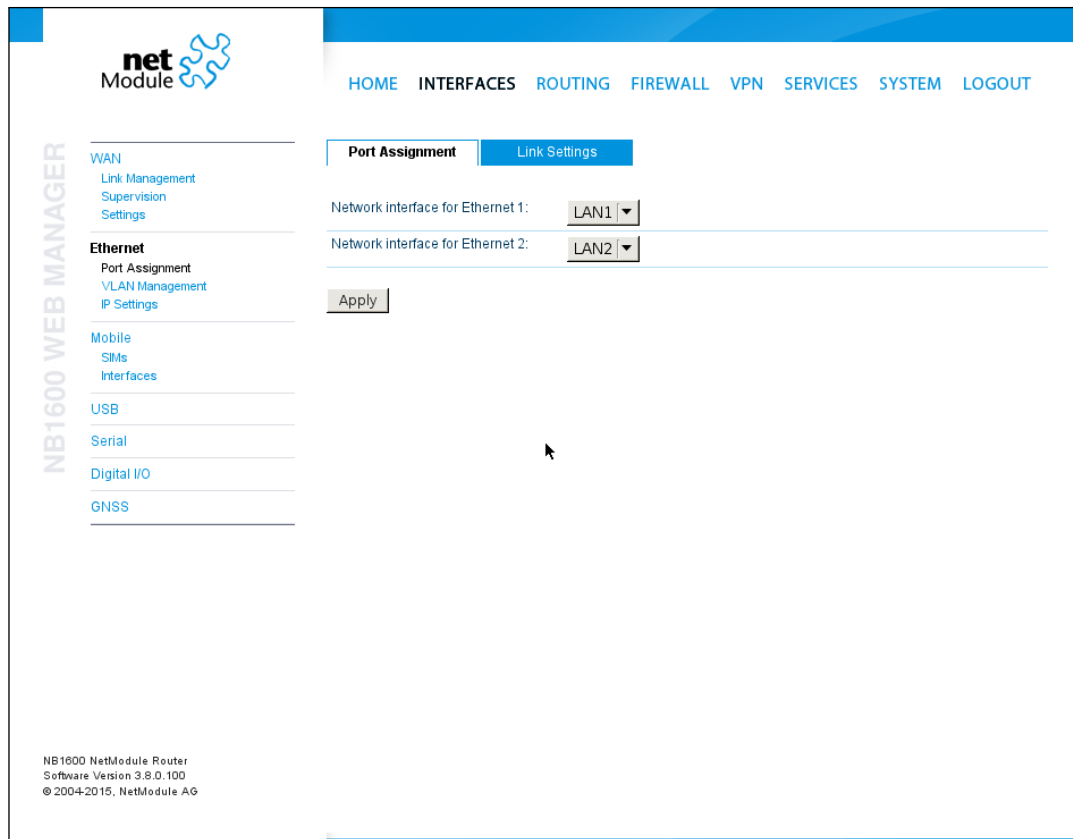 net
Module
HOME INTERFACES ROUTING FIREWALL VPN SERVICES SYSTEM LOGOUT
NB1600 WEB MANAGER
WAN
Link Management
Supervision
Settings
Ethernet
Port Assignment
VLAN Management
IP Settings
Mobile
SIMs
Interfaces
USB
Serial
Digital I/O
GNSS
Port Assignment Link Settings
Network interface for Ethernet 1: LAN1
Network interface for Ethernet 2: LAN2
Apply
NB1600 NetModule Router
Software Version 3.8.0.100
© 2004-2015, NetModule AG